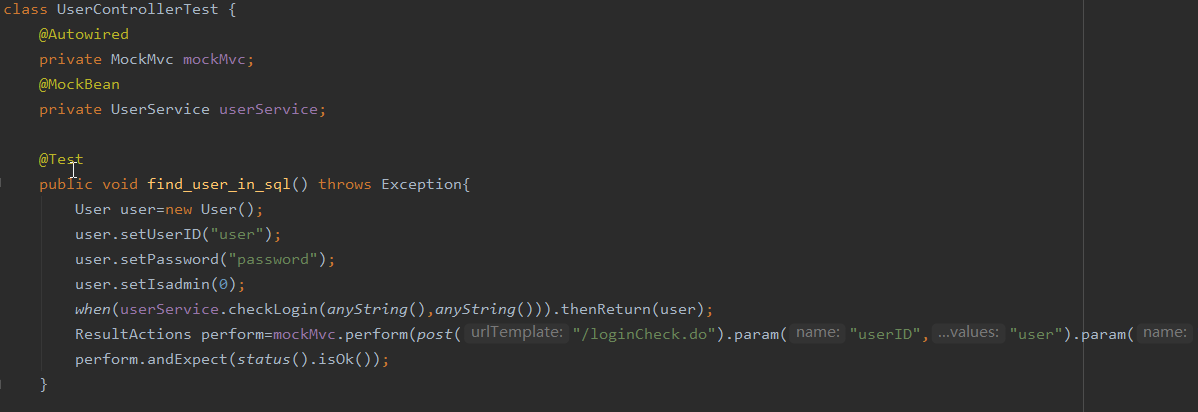 class UserControllerTest {
@Autowired
private MockMvc mockMvc;
@MockBean
private UserService userService;
@Test
public void find_user_in_sql() throws Exception{
User user=new User();
user.setUserID("user");
user.setPassword("password");
user.setIsadmin(0);
when(userService.checkLogin(anyString(),anyString())).thenReturn(user);
ResultActions perform=mockMvc.perform(post( urlTemplate: "/loginCheck.do").param( name: "userID", ...values: "user").param( name:
perform.andExpect(status().isOk());
}